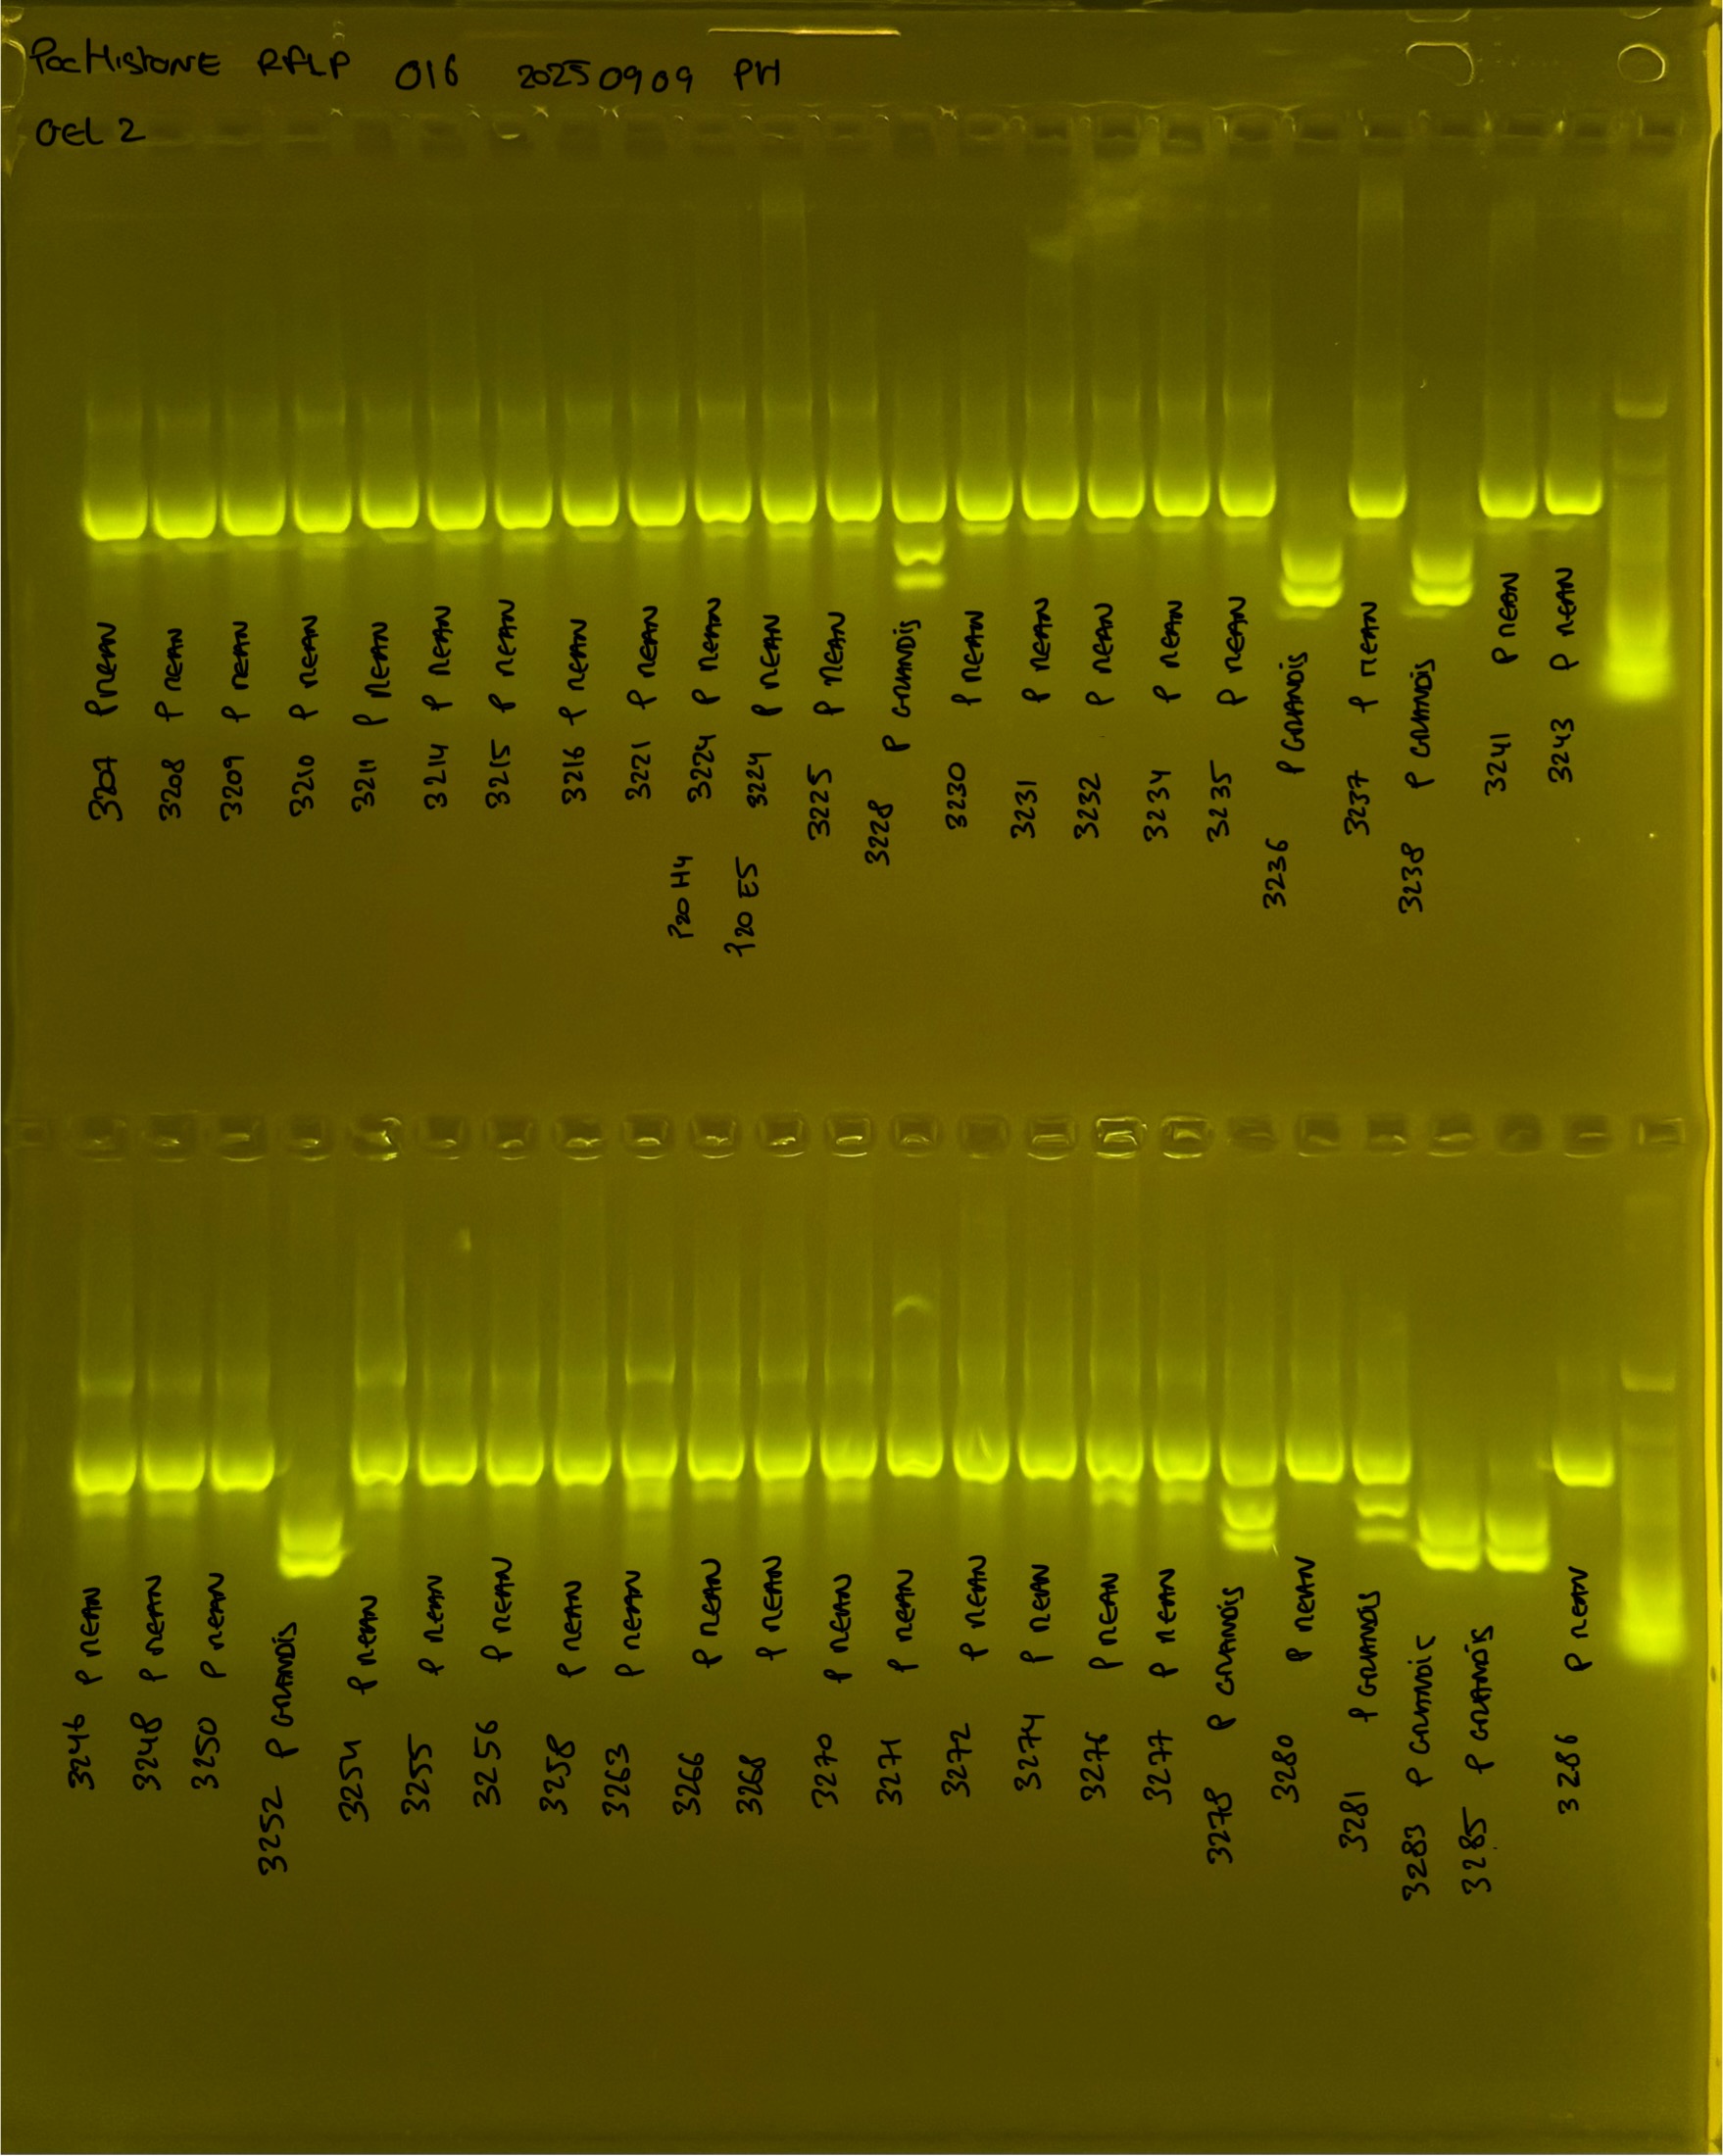 PocHistone RFLP 016 20250909 PH
GEL 2
3207 P MEAN
3208 P MEAN
3209 P MEAN
3210 P MEAN
3211 P MEAN
3214 P MEAN
3215 P MEAN
3216 P MEAN
3221 P MEAN
P20 H4 3224 P MEAN
P20 E5 3224 P MEAN
3225 P MEAN
3228 P GRANDIS
3230 P MEAN
3231 P MEAN
3232 P MEAN
3234 P MEAN
3235 P MEAN
3236 P GRANDIS
3237 P MEAN
3238 P GRANDIS
3241 P MEAN
3243 P MEAN
3246 P MEAN
3248 P MEAN
3250 P MEAN
3252 P GRANDIS
3254 P MEAN
3255 P MEAN
3256 P MEAN
3258 P MEAN
3263 P MEAN
3266 P MEAN
3268 P MEAN
3270 P MEAN
3271 P MEAN
3272 P MEAN
3274 P MEAN
3276 P MEAN
3277 P MEAN
3278 P GRANDIS
3280 P MEAN
3281 P GRANDIS
3283 P GRANDIS
3285 P GRANDIS
3286 P MEAN